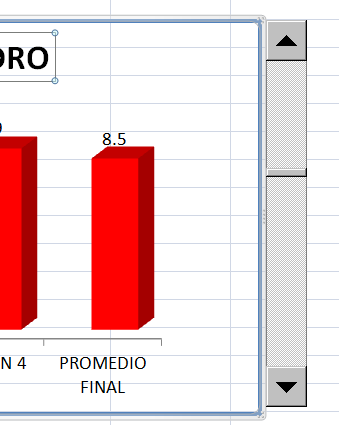 DRO
8.5
N 4
PROMEDIO
FINAL